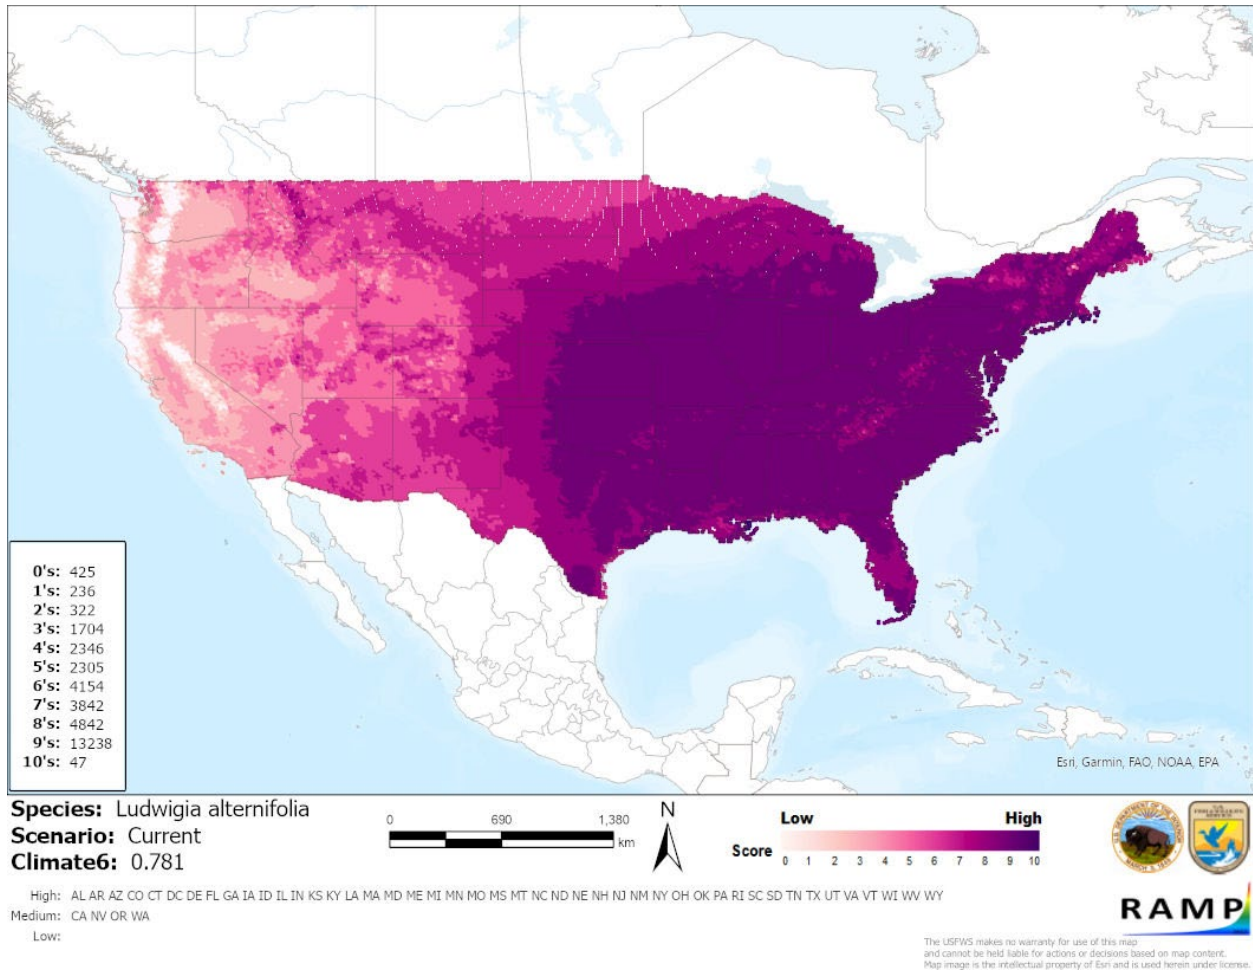 0's: 425
1's: 236
2's: 322
3's: 1704
4's: 2346
5's: 2305
6's: 4154
7's: 3842
8's: 4842
9's: 13238
10's: 47
Esri, Garmin, FAO, NOAA, EPA
Species: Ludwigia alternifolia
Scenario: Current
Climate6: 0.781
0 690 1,380
km
N
Low High
Score 0 1 2 3 4 5 6 7 8 9 10
High: AL AR AZ CO CT DC DE FL GA IA ID IL IN KS KY LA MA MD ME MI MN MO MS MT NC ND NE NH NJ NM NY OH OK PA RI SC SD TN TX UT VA VT WI WV WY
Medium: CA NV OR WA
Low:
RAMP
The USFWS makes no warranty for use of this map
and cannot be held liable for actions or decisions based on map content.
Map image is the intellectual property of Esri and is used herein under license.